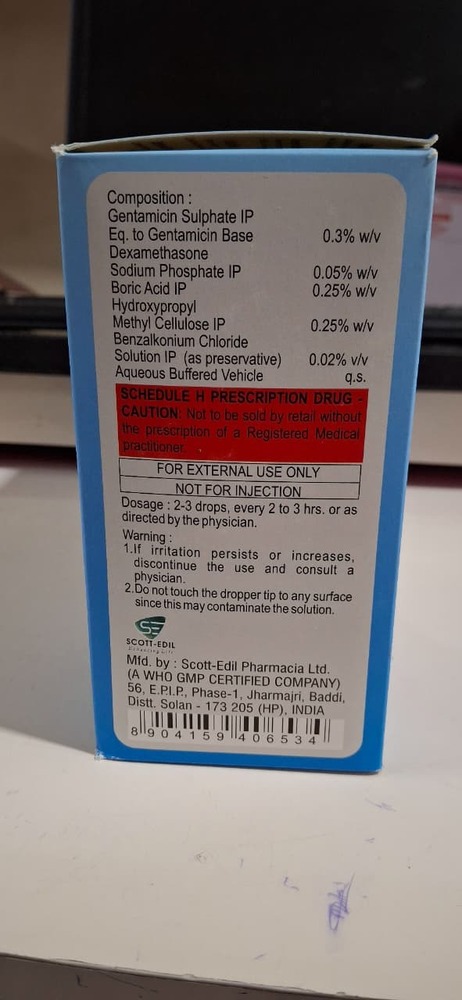 Composition :
Gentamicin Sulphate IP
Eq. to Gentamicin Base 0.3% w/v
Dexamethasone
Sodium Phosphate IP 0.05% w/v
Boric Acid IP 0.25% w/v
Hydroxypropyl
Methyl Cellulose IP 0.25% w/v
Benzalkonium Chloride
Solution IP (as preservative) 0.02% v/v
Aqueous Buffered Vehicle q.s.
SCHEDULE H PRESCRIPTION DRUG -
CAUTION: Not to be sold by retail without
the prescription of a Registered Medical
practitioner.
FOR EXTERNAL USE ONLY
NOT FOR INJECTION
Dosage : 2-3 drops, every 2 to 3 hrs. or as
directed by the physician.
Warning :
1.If irritation persists or increases,
discontinue the use and consult a
physician.
2.Do not touch the dropper tip to any surface
since this may contaminate the solution.
SE
SCOTT-EDIL
Enhancing Life
Mfd. by : Scott-Edil Pharmacia Ltd.
(A WHO GMP CERTIFIED COMPANY)
56, E.P.I.P., Phase-1, Jharmajri, Baddi,
Distt. Solan - 173 205 (HP), INDIA
8 904159 406534